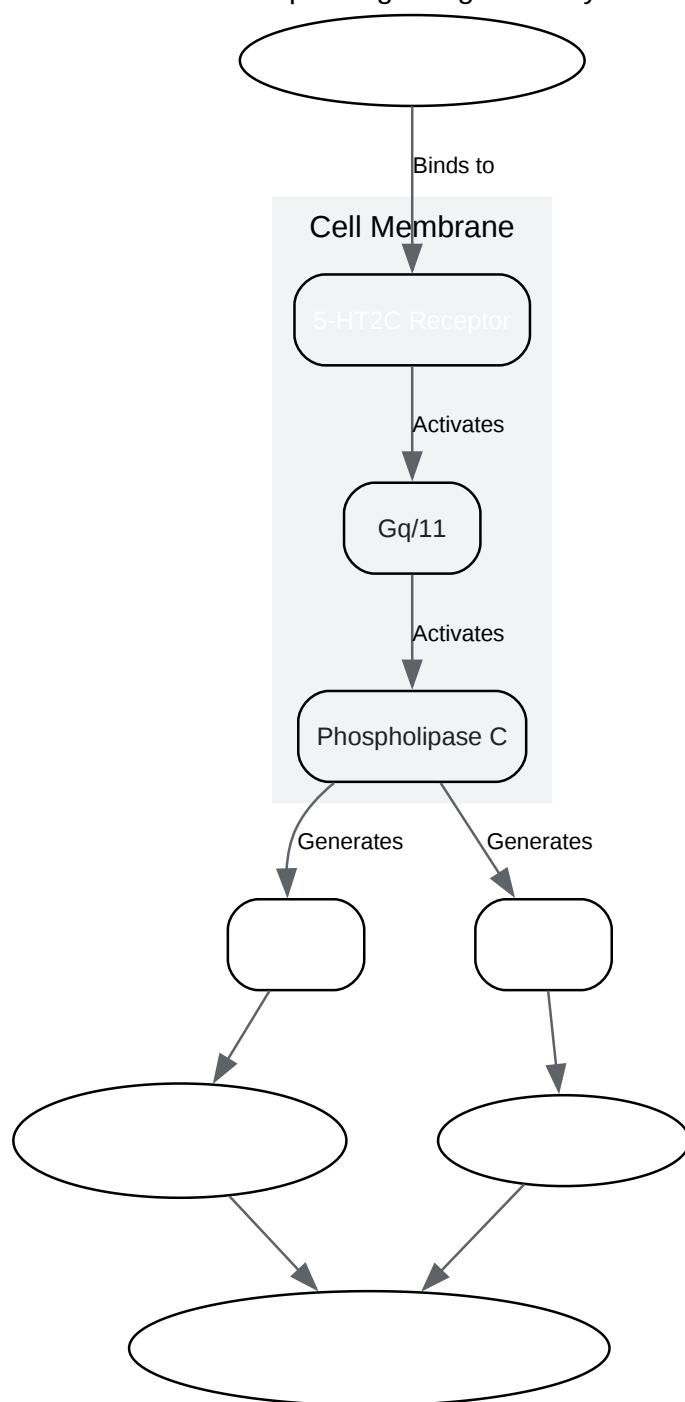 Binds to
Cell Membrane
5-HT2C Receptor
Activates
Gq/11
Activates
Phospholipase C
Generates Generates